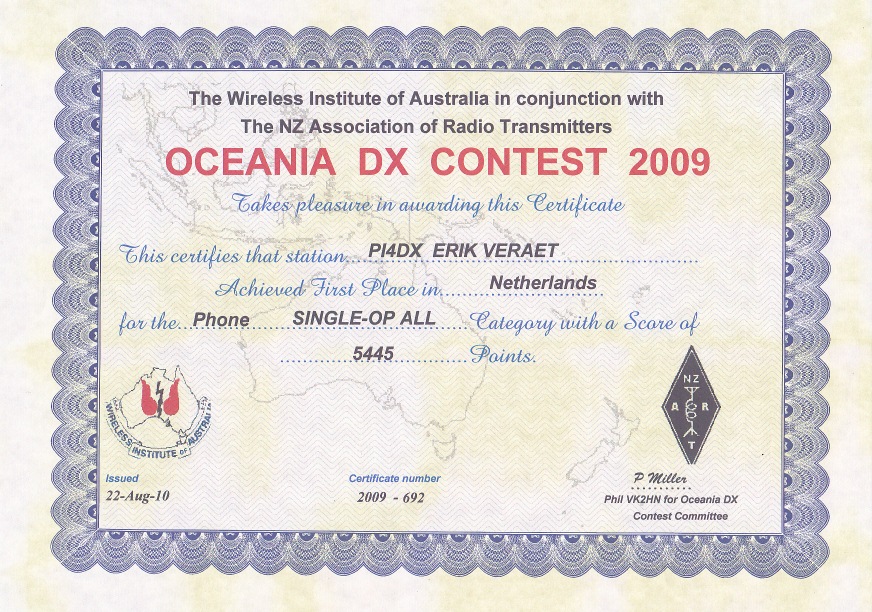 The Wireless Institute of Australia in conjunction with
The NZ Association of Radio Transmitters
OCEANIA DX CONTEST 2009
Takes pleasure in awarding this Certificate
This certifies that station... PI4DX ERIK VERAET
Achieved First Place in... Netherlands
for the... Phone SINGLE-OP ALL Category with a Score of
5445 Points.
WIRELESS INSTITUTE OF AUSTRALIA
NZ
A R
T
Issued
22-Aug-10
Certificate number
2009 - 692
P Miller
Phil VK2HN for Oceania DX
Contest Committee